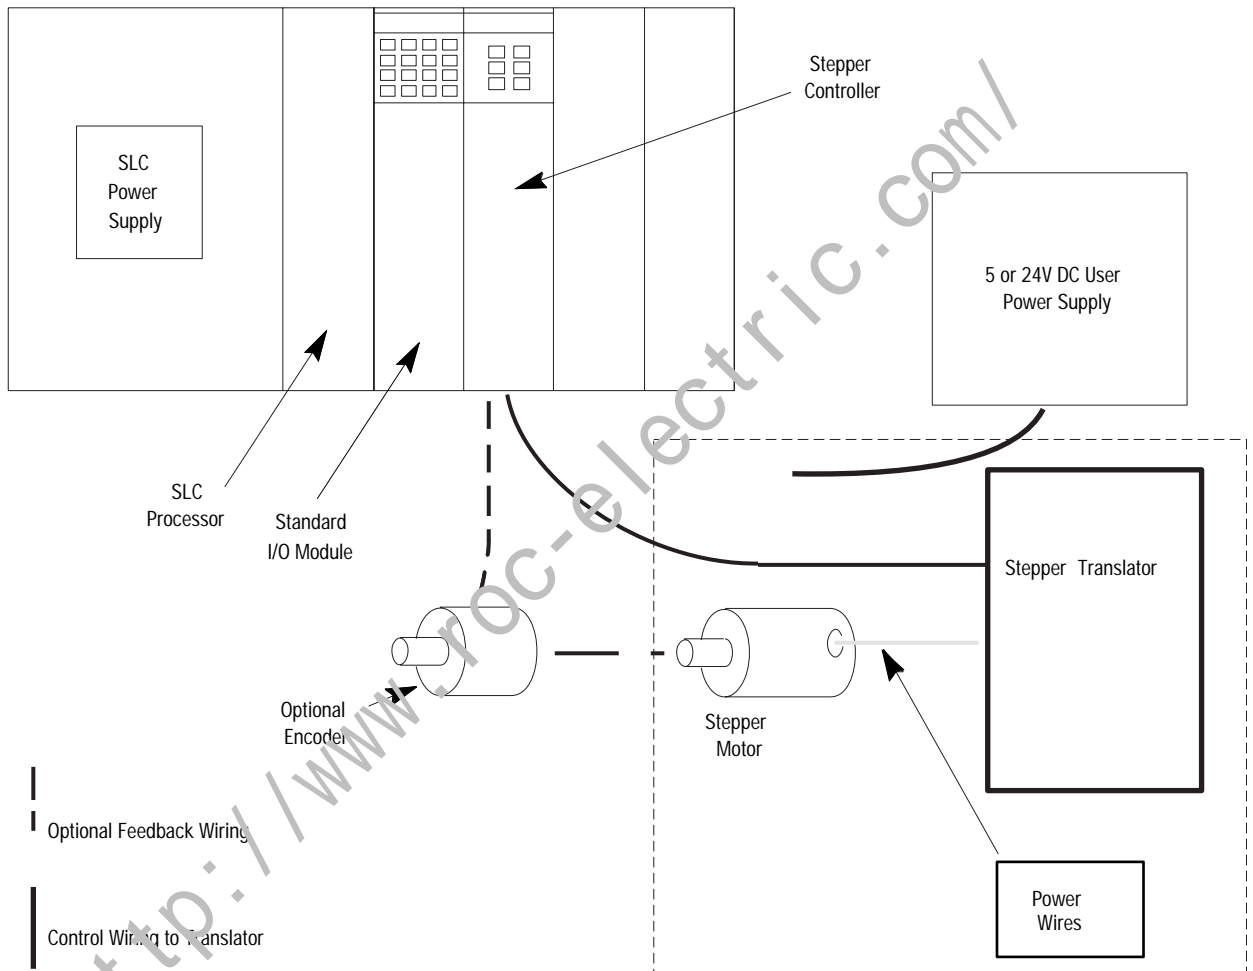 Stepper
Controller
SLC
Power
Supply
5 or 24V DC User
Power Supply
SLC
Processor
Standard
I/O Module
Stepper Translator
Optional
Encoder
Stepper
Motor
Optional Feedback Wiring
Power
Wires
Control Wiring to Translator
ttp://www.roc-electric.com/